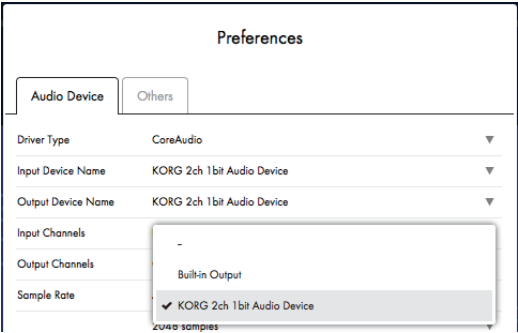 Preferences
Audio Device Others
Driver Type CoreAudio ▼
Input Device Name KORG 2ch 1bit Audio Device ▼
Output Device Name KORG 2ch 1bit Audio Device ▼
Input Channels
–
Output Channels
Built-in Output
Sample Rate
✔ KORG 2ch 1bit Audio Device
2048 samples